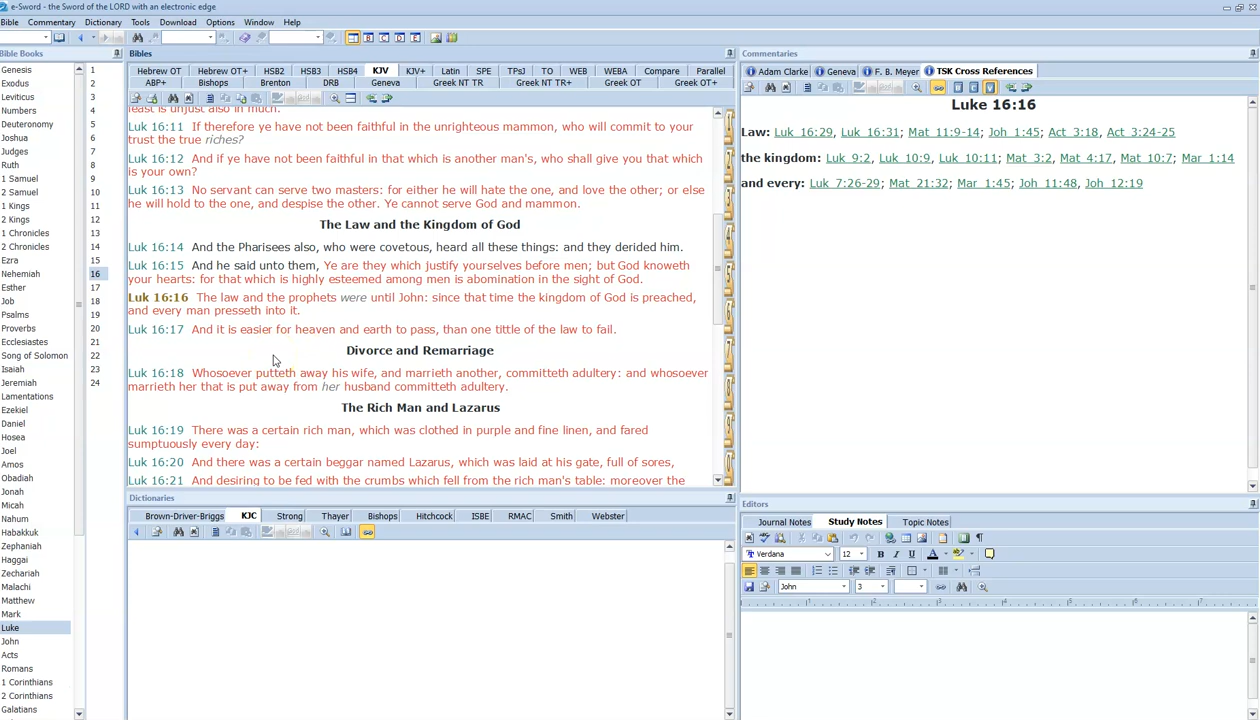 e-Sword - the Sword of the LORD with an electronic edge
Bible Commentary Dictionary Tools Download Options Window Help
Bible Books
Genesis
Exodus
Leviticus
Numbers
Deuteronomy
Joshua
Judges
Ruth
1 Samuel
2 Samuel
1 Kings
2 Kings
1 Chronicles
2 Chronicles
Ezra
Nehemiah
Esther
Job
Psalms
Proverbs
Ecclesiastes
Song of Solomon
Isaiah
Jeremiah
Lamentations
Ezekiel
Daniel
Hosea
Joel
Amos
Obadiah
Jonah
Micah
Nahum
Habakkuk
Zephaniah
Haggai
Zechariah
Malachi
Matthew
Mark
Luke
John
Acts
Romans
1 Corinthians
2 Corinthians
Galatians
1
2
3
4
5
6
7
8
9
10
11
12
13
14
15
16
17
18
19
20
21
22
23
24
Bibles
Hebrew OT Hebrew OT+ HSB2 HSB3 HSB4 KJV KJV+ Latin SPE TPsJ TO WEB WEBA Compare Parallel
ABP+ Bishops Brenton DRB Geneva Greek NT TR Greek NT TR+ Greek OT Greek OT+
feast is unjust also in much.
Luk 16:11 If therefore ye have not been faithful in the unrighteous mammon, who will commit to your
trust the true riches?
Luk 16:12 And if ye have not been faithful in that which is another man's, who shall give you that which
is your own?
Luk 16:13 No servant can serve two masters: for either he will hate the one, and love the other; or else
he will hold to the one, and despise the other. Ye cannot serve God and mammon.
The Law and the Kingdom of God
Luk 16:14 And the Pharisees also, who were covetous, heard all these things: and they derided him.
Luk 16:15 And he said unto them, Ye are they which justify yourselves before men; but God knoweth
your hearts: for that which is highly esteemed among men is abomination in the sight of God.
Luk 16:16 The law and the prophets were until John: since that time the kingdom of God is preached,
and every man presseth into it.
Luk 16:17 And it is easier for heaven and earth to pass, than one tittle of the law to fail.
Divorce and Remarriage
Luk 16:18 Whosoever putteth away his wife, and marrieth another, committeth adultery: and whosoever
marrieth her that is put away from her husband committeth adultery.
The Rich Man and Lazarus
Luk 16:19 There was a certain rich man, which was clothed in purple and fine linen, and fared
sumptuously every day:
Luk 16:20 And there was a certain beggar named Lazarus, which was laid at his gate, full of sores,
Luk 16:21 And desiring to be fed with the crumbs which fell from the rich man's table: moreover the
Dictionaries
Brown-Driver-Briggs KJC Strong Thayer Bishops Hitchcock ISBE RMAC Smith Webster
Commentaries
Adam Clarke Geneva F. B. Meyer TSK Cross References
Luke 16:16
Law: Luk 16:29, Luk 16:31; Mat 11:9-14; Joh 1:45; Act 3:18, Act 3:24-25
the kingdom: Luk 9:2, Luk 10:9, Luk 10:11; Mat 3:2, Mat 4:17, Mat 10:7; Mar 1:14
and every: Luk 7:26-29; Mat 21:32; Mar 1:45; Joh 11:48, Joh 12:19
Editors
Journal Notes Study Notes Topic Notes
Verdana 12 B I U A
John 3
1 2 3 4 5 6 7